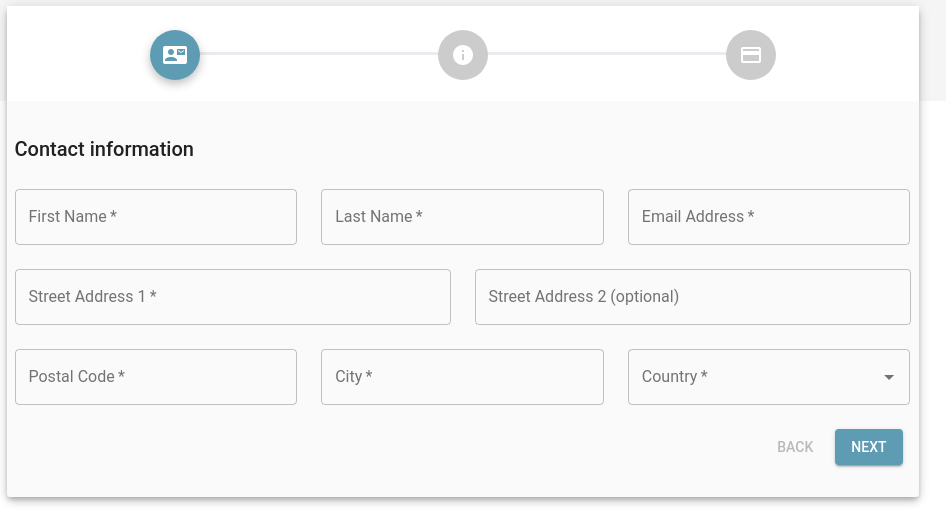 Contact information
First Name *
Last Name *
Email Address *
Street Address 1 *
Street Address 2 (optional)
Postal Code *
City *
Country *
BACK
NEXT